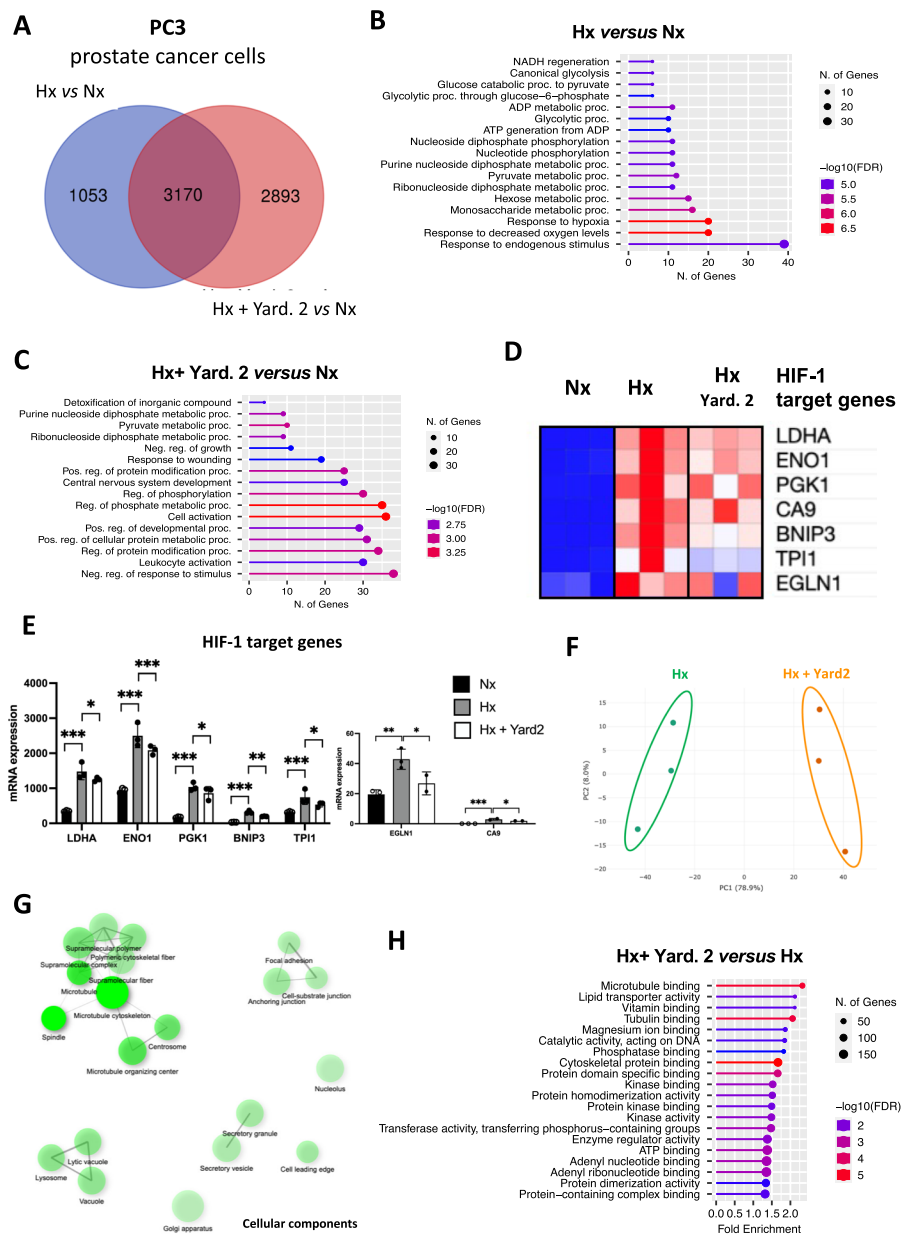 A
PC3
prostate cancer cells
Hx vs Nx
1053
3170
2893
Hx + Yard. 2 vs Nx
B
Hx versus Nx
NADH regeneration
Canonical glycolysis
Glucose catabolic proc. to pyruvate
Glycolytic proc. through glucose−6−phosphate
ADP metabolic proc.
Glycolytic proc.
ATP generation from ADP
Nucleoside diphosphate phosphorylation
Nucleotide phosphorylation
Purine nucleoside diphosphate metabolic proc.
Pyruvate metabolic proc.
Ribonucleoside diphosphate metabolic proc.
Hexose metabolic proc.
Monosaccharide metabolic proc.
Response to hypoxia
Response to decreased oxygen levels
Response to endogenous stimulus
0 10 20 30 40
N. of Genes
N. of Genes
10
20
30
−log10(FDR)
5.0
5.5
6.0
6.5
C
Hx+ Yard. 2 versus Nx
Detoxification of inorganic compound
Purine nucleoside diphosphate metabolic proc.
Pyruvate metabolic proc.
Ribonucleoside diphosphate metabolic proc.
Neg. reg. of growth
Response to wounding
Pos. reg. of protein modification proc.
Central nervous system development
Reg. of phosphorylation
Reg. of phosphate metabolic proc.
Cell activation
Pos. reg. of developmental proc.
Pos. reg. of cellular protein metabolic proc.
Reg. of protein modification proc.
Leukocyte activation
Neg. reg. of response to stimulus
0 10 20 30
N. of Genes
N. of Genes
10
20
30
−log10(FDR)
2.75
3.00
3.25
D
Nx
Hx
Hx
Yard. 2
HIF-1
target genes
LDHA
ENO1
PGK1
CA9
BNIP3
TPI1
EGLN1
E
HIF-1 target genes
mRNA expression
4000
3000
2000
1000
0
*** *
*** ***
*** *
*** **
*** *
LDHA ENO1 PGK1 BNIP3 TPI1
Nx
Hx
Hx + Yard2
mRNA expression
80
60
40
20
0
** *
*** *
EGLN1 CA9
F
Hx
Hx + Yard2
PC2 (8.0%)
15
10
5
0
−5
−10
−15
−20
−40 −20 0 20 40
PC1 (78.9%)
G
Supramolecular polymer
Polymeric cytoskeletal fiber
Supramolecular complex
Supramolecular fiber
Microtubule
Microtubule cytoskeleton
Spindle
Centrosome
Microtubule organizing center
Focal adhesion
Cell-substrate junction
Anchoring junction
Nucleolus
Secretory granule
Secretory vesicle
Cell leading edge
Lytic vacuole
Lysosome
Vacuole
Golgi apparatus
Cellular components
H
Hx+ Yard. 2 versus Hx
Microtubule binding
Lipid transporter activity
Vitamin binding
Tubulin binding
Magnesium ion binding
Catalytic activity, acting on DNA
Phosphatase binding
Cytoskeletal protein binding
Protein domain specific binding
Kinase binding
Protein homodimerization activity
Protein kinase binding
Kinase activity
Transferase activity, transferring phosphorus−containing groups
Enzyme regulator activity
ATP binding
Adenyl nucleotide binding
Adenyl ribonucleotide binding
Protein dimerization activity
Protein−containing complex binding
0.0 0.5 1.0 1.5 2.0
Fold Enrichment
N. of Genes
50
100
150
−log10(FDR)
2
3
4
5